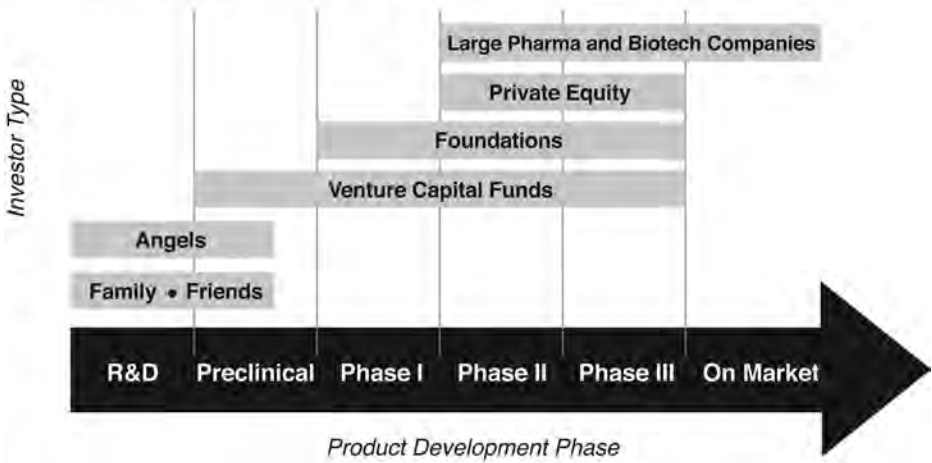 Investor Type
Large Pharma and Biotech Companies
Private Equity
Foundations
Venture Capital Funds
Angels
Family • Friends
R&D Preclinical Phase I Phase II Phase III On Market
Product Development Phase